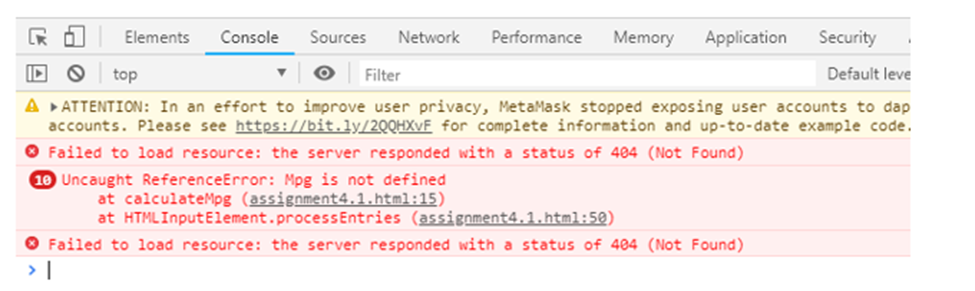 Elements Console Sources Network Performance Memory Application Security
top Filter Default leve
ATTENTION: In an effort to improve user privacy, MetaMask stopped exposing user accounts to dap
accounts. Please see https://bit.ly/2QQHXvF for complete information and up-to-date example code.
Failed to load resource: the server responded with a status of 404 (Not Found)
10 Uncaught ReferenceError: Mpg is not defined
at calculateMpg (assignment4.1.html:15)
at HTMLInputElement.processEntries (assignment4.1.html:50)
Failed to load resource: the server responded with a status of 404 (Not Found)